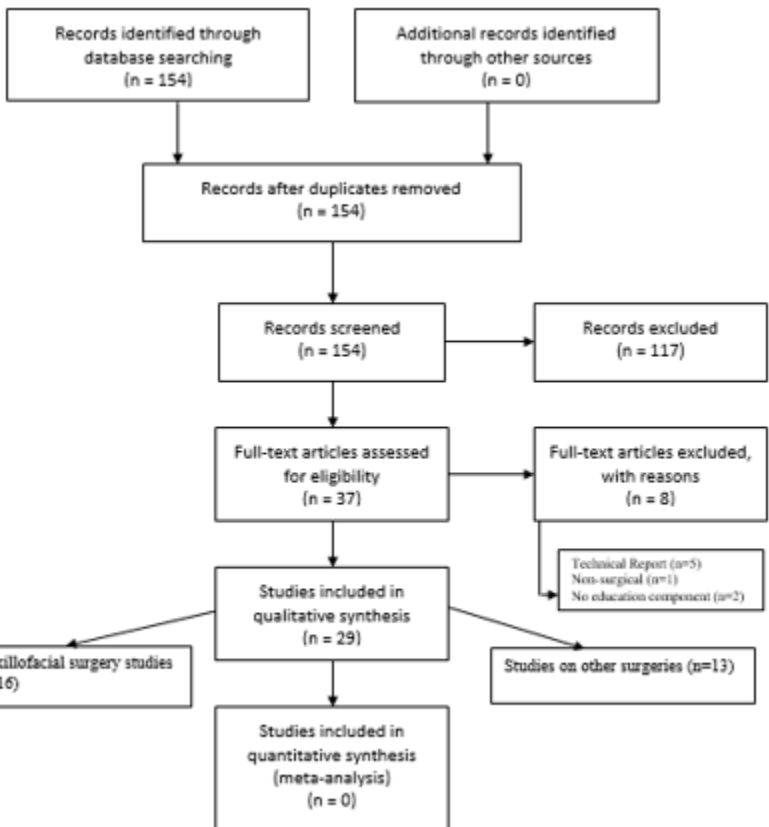 Records identified through
database searching
(n = 154)
Additional records identified
through other sources
(n = 0)
Records after duplicates removed
(n = 154)
Records screened
(n = 154)
Records excluded
(n = 117)
Full-text articles assessed
for eligibility
(n = 37)
Full-text articles excluded,
with reasons
(n = 8)
Technical Report (n=5)
Non-surgical (n=1)
No education component (n=2)
Studies included in
qualitative synthesis
(n = 29)
surgery studies
16)
Studies on other surgeries (n=13)
Studies included in
quantitative synthesis
(meta-analysis)
(n = 0)